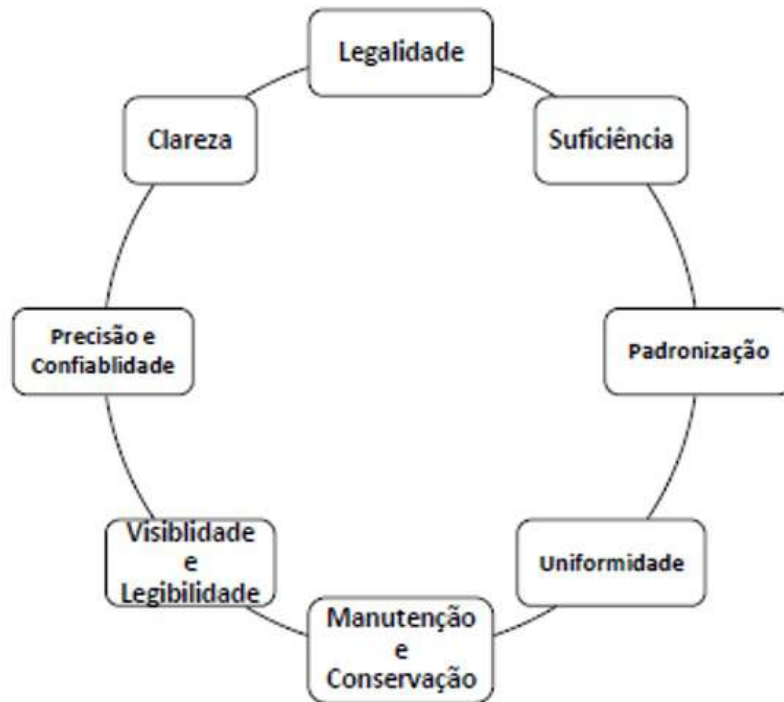 Legalidade
Suficiência
Padronização
Uniformidade
Manutenção
e
Conservação
Visiblidade
e
Legibilidade
Precisão e
Confiablidade
Clareza